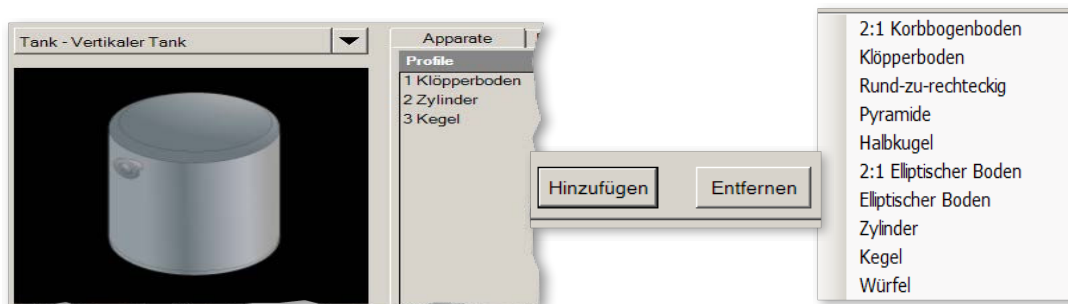 Tank - Vertikaler Tank
Apparate
Profile
1 Klöpperboden
2 Zylinder
3 Kegel
Hinzufügen
Entfernen
2:1 Korbbogenboden
Klöpperboden
Rund-zu-rechteckig
Pyramide
Halbkugel
2:1 Elliptischer Boden
Elliptischer Boden
Zylinder
Kegel
Würfel